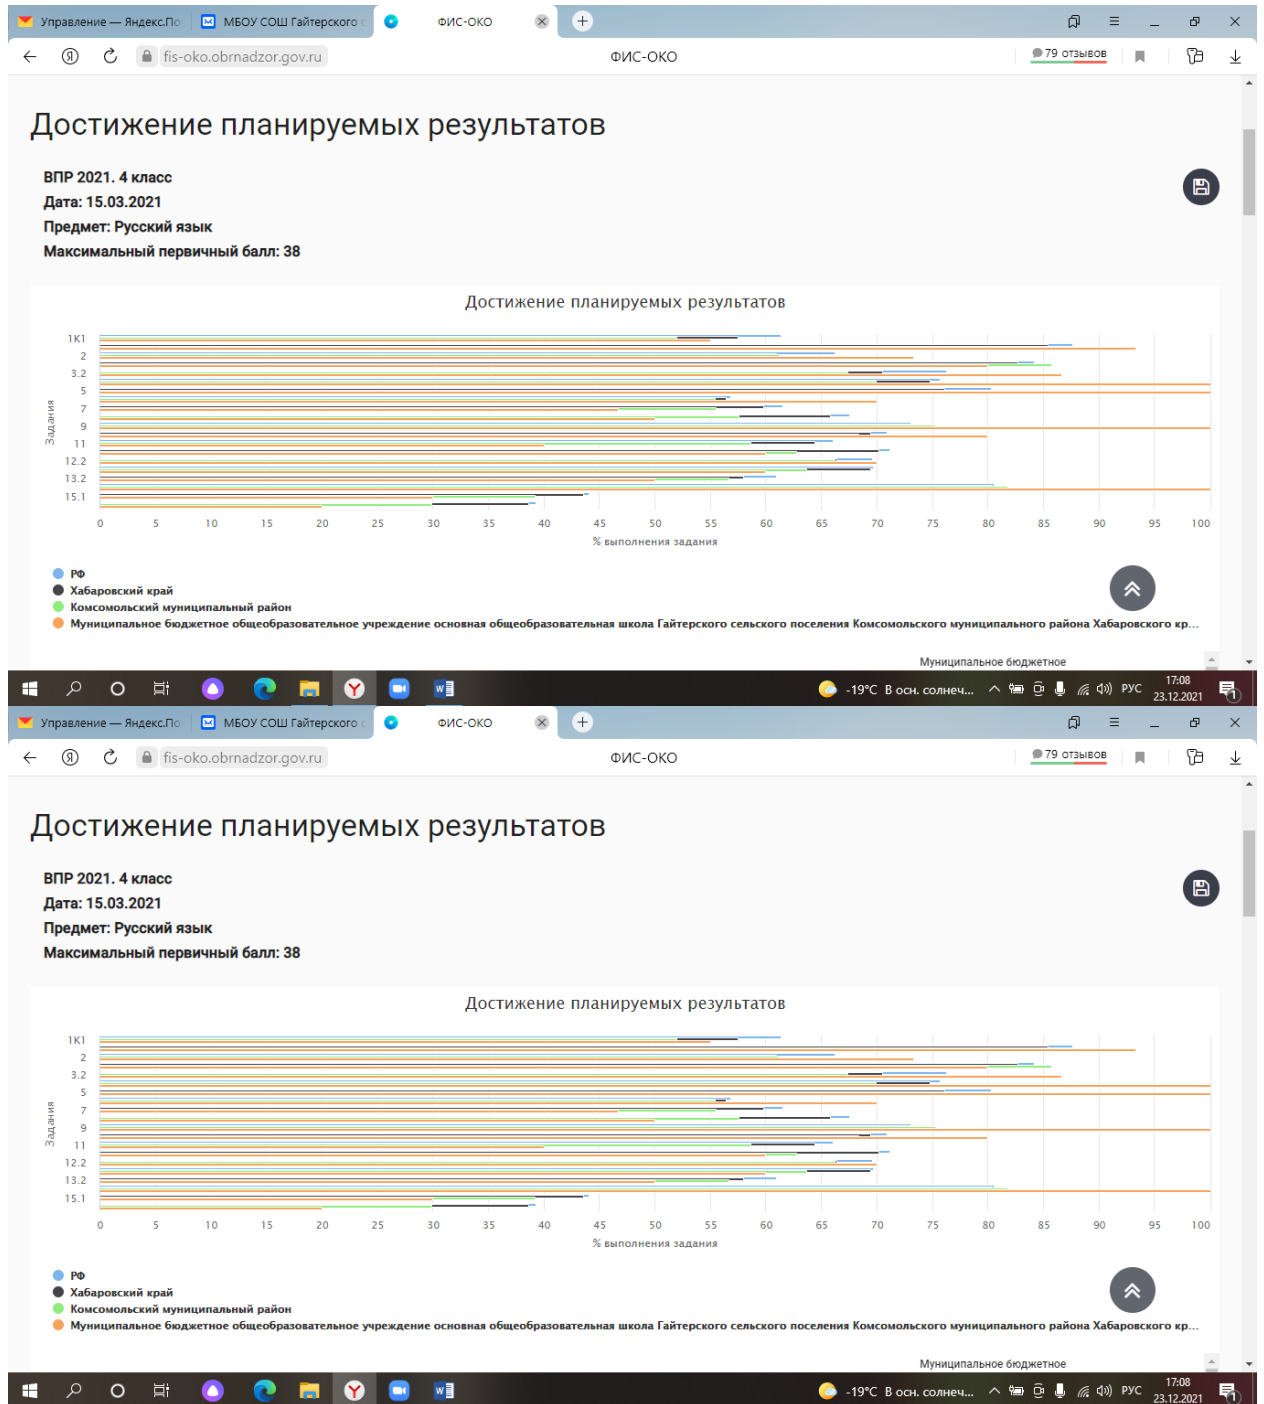 Управление — Яндекс.По
МБОУ СОШ Гайтерского с
ФИС-ОКО
fis-oko.obrnadzor.gov.ru
ФИС-ОКО
79 отзывов
Достижение планируемых результатов
ВПР 2021. 4 класс
Дата: 15.03.2021
Предмет: Русский язык
Максимальный первичный балл: 38
Достижение планируемых результатов
Задания
1К1
2
3.2
5
7
9
11
12.2
13.2
15.1
0 5 10 15 20 25 30 35 40 45 50 55 60 65 70 75 80 85 90 95 100
% выполнения задания
РФ
Хабаровский край
Комсомольский муниципальный район
Муниципальное бюджетное общеобразовательное учреждение основная общеобразовательная школа Гайтерского сельского поселения Комсомольского муниципального района Хабаровского кр...
Муниципальное бюджетное
-19°C В осн. солнеч...
РУС
17:08
23.12.2021
1
Управление — Яндекс.По
МБОУ СОШ Гайтерского с
ФИС-ОКО
fis-oko.obrnadzor.gov.ru
ФИС-ОКО
79 отзывов
Достижение планируемых результатов
ВПР 2021. 4 класс
Дата: 15.03.2021
Предмет: Русский язык
Максимальный первичный балл: 38
Достижение планируемых результатов
Задания
1К1
2
3.2
5
7
9
11
12.2
13.2
15.1
0 5 10 15 20 25 30 35 40 45 50 55 60 65 70 75 80 85 90 95 100
% выполнения задания
РФ
Хабаровский край
Комсомольский муниципальный район
Муниципальное бюджетное общеобразовательное учреждение основная общеобразовательная школа Гайтерского сельского поселения Комсомольского муниципального района Хабаровского кр...
Муниципальное бюджетное
-19°C В осн. солнеч...
РУС
17:08
23.12.2021
1